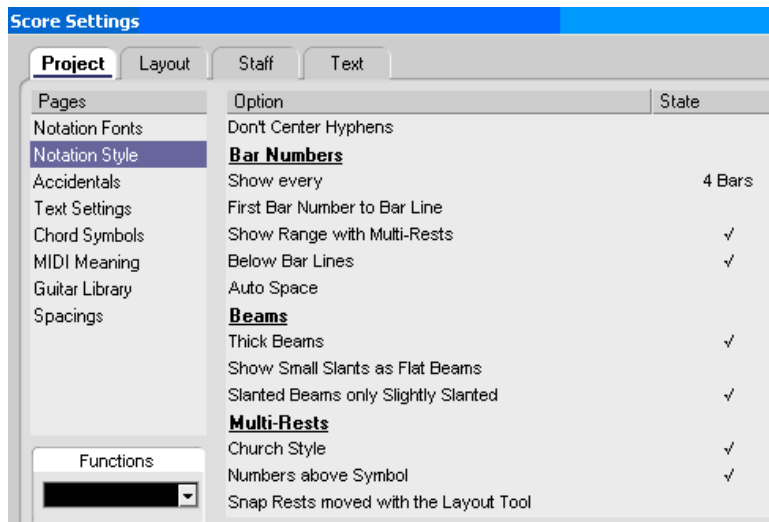 Score Settings
Project Layout Staff Text
Pages
Notation Fonts
Notation Style
Accidentals
Text Settings
Chord Symbols
MIDI Meaning
Guitar Library
Spacings
Functions
Option State
Don't Center Hyphens
Bar Numbers
Show every 4 Bars
First Bar Number to Bar Line
Show Range with Multi-Rests √
Below Bar Lines √
Auto Space
Beams
Thick Beams √
Show Small Slants as Flat Beams
Slanted Beams only Slightly Slanted √
Multi-Rests
Church Style √
Numbers above Symbol √
Snap Rests moved with the Layout Tool